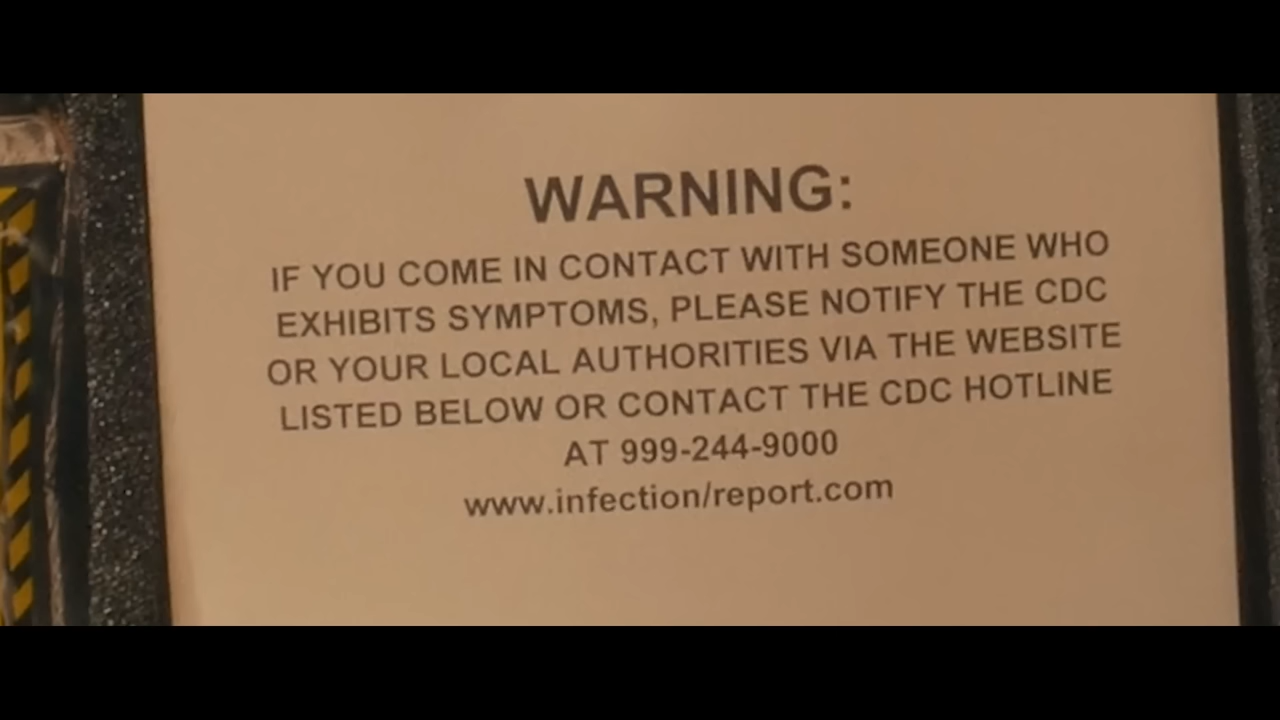 WARNING:
IF YOU COME IN CONTACT WITH SOMEONE WHO
EXHIBITS SYMPTOMS, PLEASE NOTIFY THE CDC
OR YOUR LOCAL AUTHORITIES VIA THE WEBSITE
LISTED BELOW OR CONTACT THE CDC HOTLINE
AT 999-244-9000
www.infection/report.com